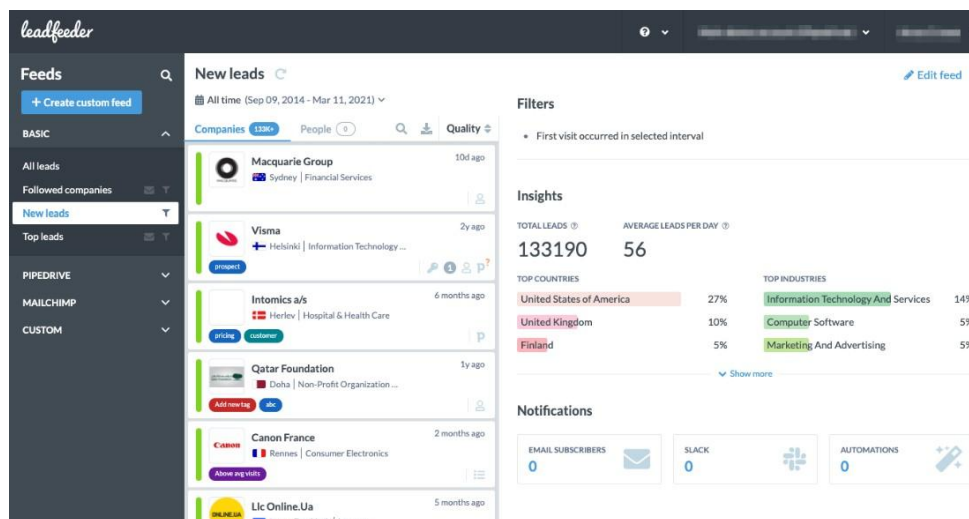 leadfeeder
Feeds
+ Create custom feed
BASIC
All leads
Followed companies
New leads
Top leads
PIPEDRIVE
MAILCHIMP
CUSTOM
New leads
Edit feed
All time (Sep 09, 2014 - Mar 11, 2021)
Companies 133K+ People 0 Quality
Macquarie Group 10d ago
Sydney | Financial Services
Visma 2y ago
Helsinki | Information Technology ...
prospect 1 p?
Intomics a/s 6 months ago
Herlev | Hospital & Health Care
pricing customer p
Qatar Foundation 1y ago
Doha | Non-Profit Organization ...
Add new tag abc
Canon
Canon France 2 months ago
Rennes | Consumer Electronics
Above avg visits
ONLINE.UA
Llc Online.Ua 5 months ago
Filters
• First visit occurred in selected interval
Insights
TOTAL LEADS AVERAGE LEADS PER DAY
133190 56
TOP COUNTRIES TOP INDUSTRIES
United States of America 27% Information Technology And Services 14%
United Kingdom 10% Computer Software 5%
Finland 5% Marketing And Advertising 5%
Show more
Notifications
EMAIL SUBSCRIBERS SLACK AUTOMATIONS
0 0 0